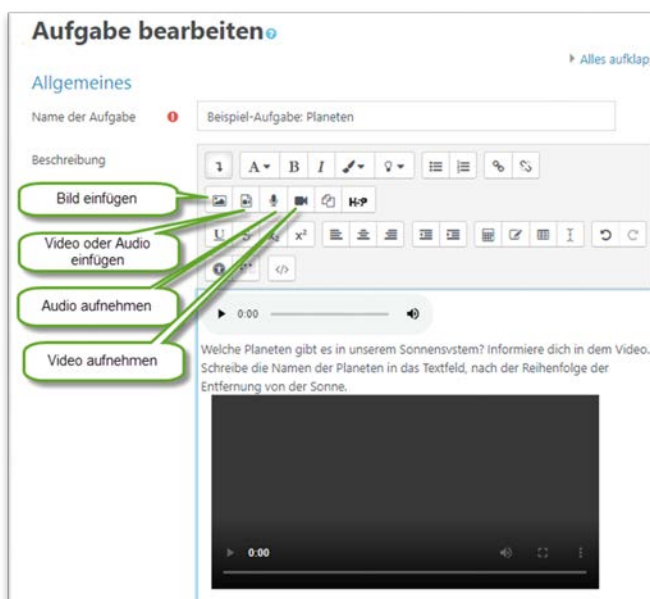 Aufgabe bearbeiten
Alles aufklap
Allgemeines
Name der Aufgabe
Beispiel-Aufgabe: Planeten
Beschreibung
A B I
Bild einfügen
H-P
Video oder Audio
einfügen
U S x₂ x²
Audio aufnehmen
0:00
Video aufnehmen
Welche Planeten gibt es in unserem Sonnensystem? Informiere dich in dem Video.
Schreibe die Namen der Planeten in das Textfeld, nach der Reihenfolge der
Entfernung von der Sonne.
0:00